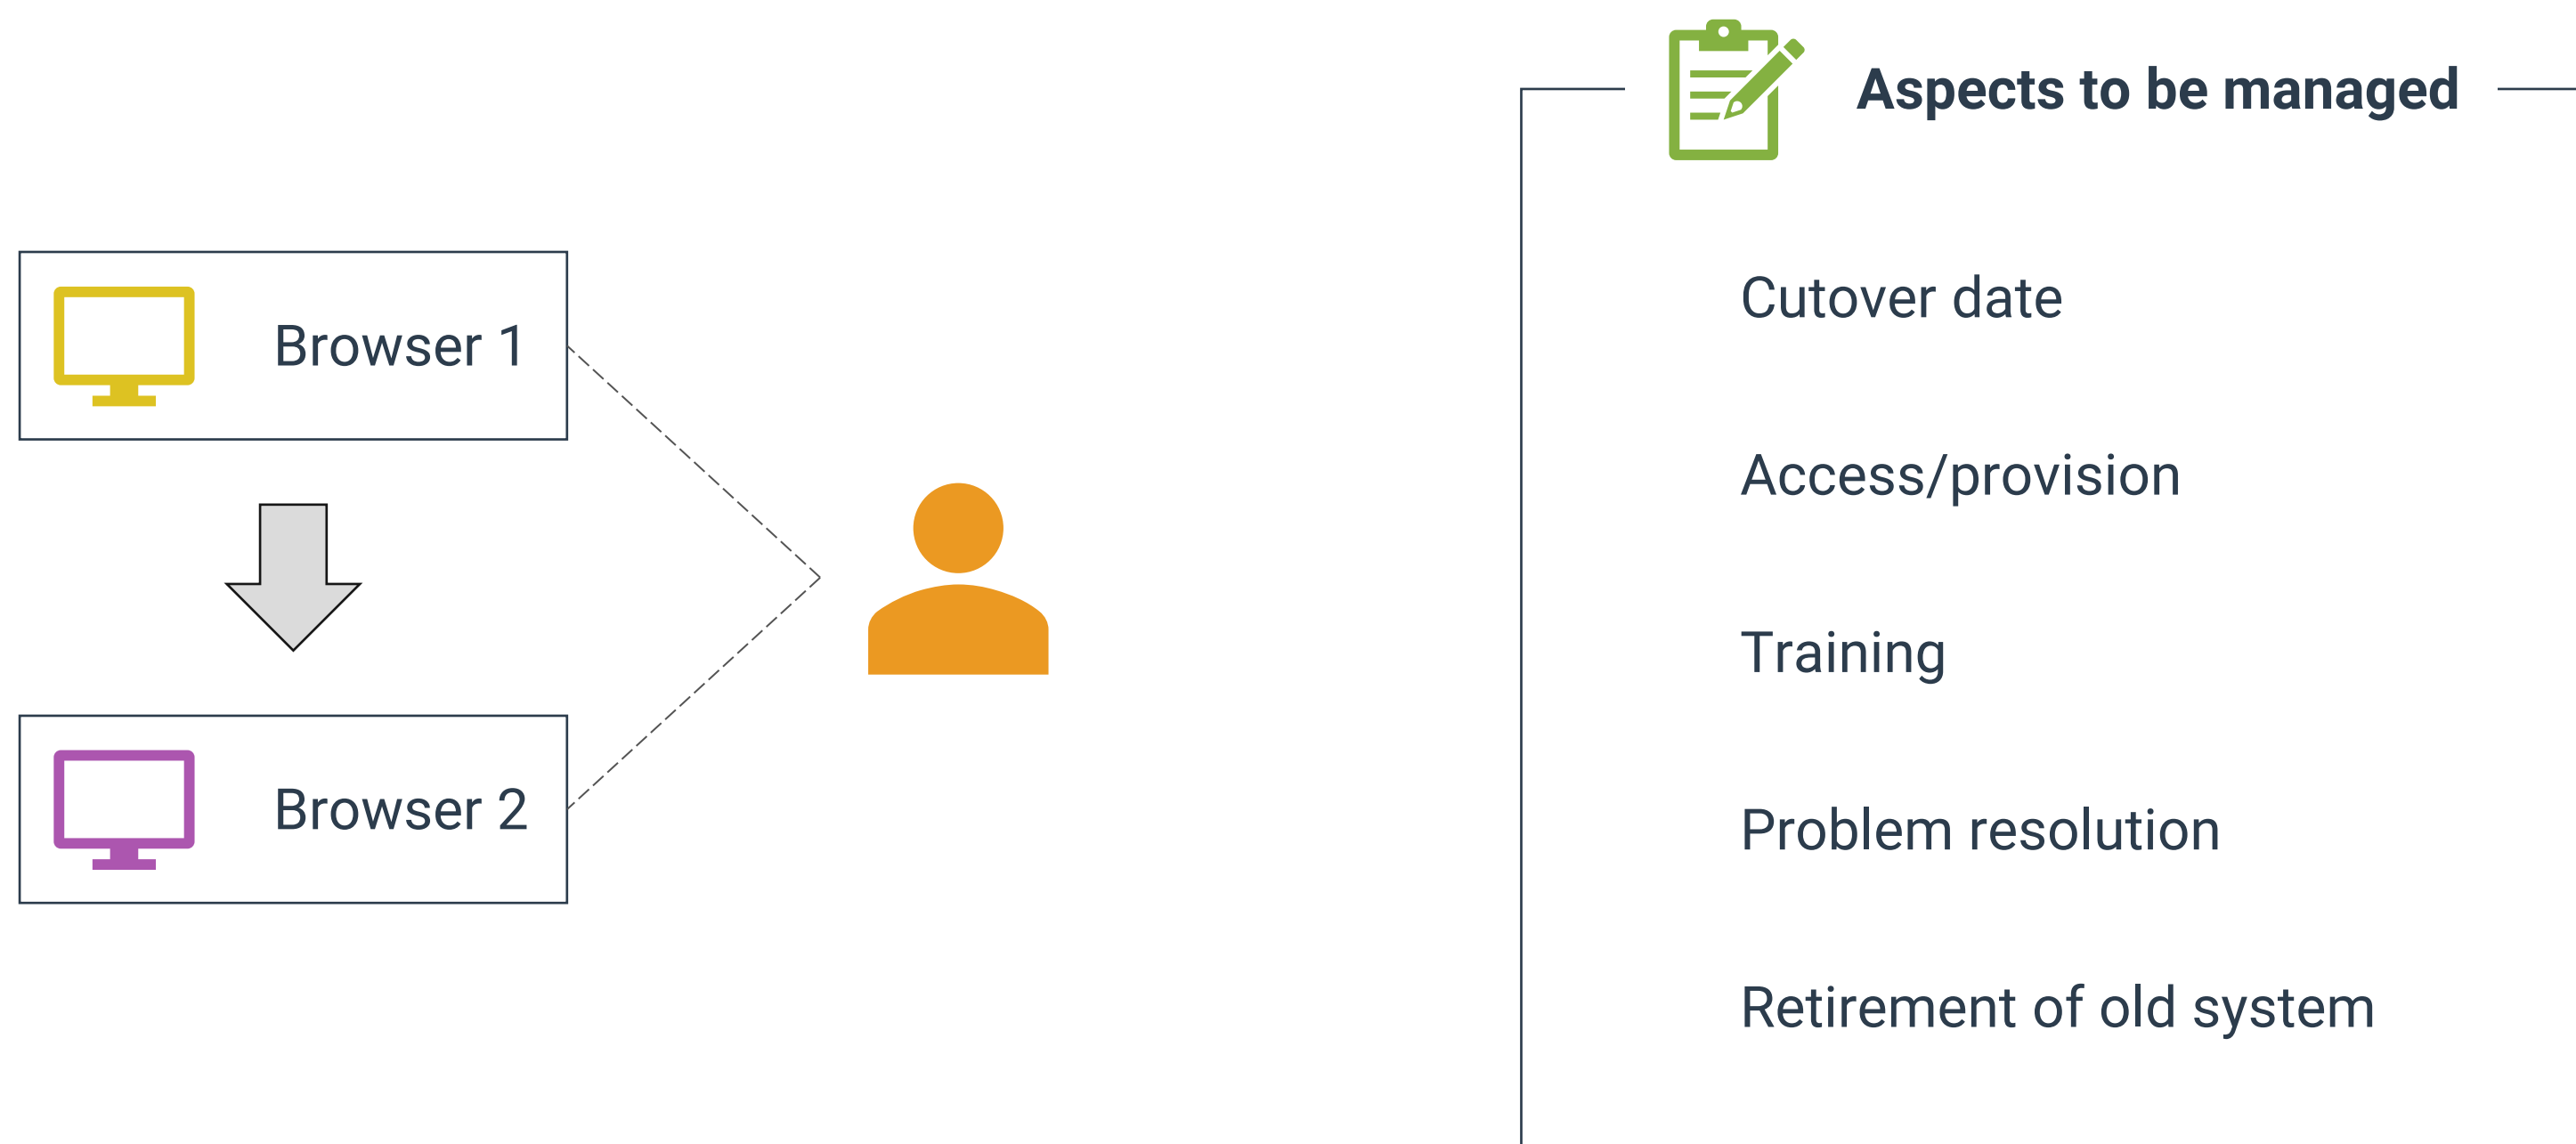 Browser 1
Browser 2
Aspects to be managed
Cutover date
Access/provision
Training
Problem resolution
Retirement of old system